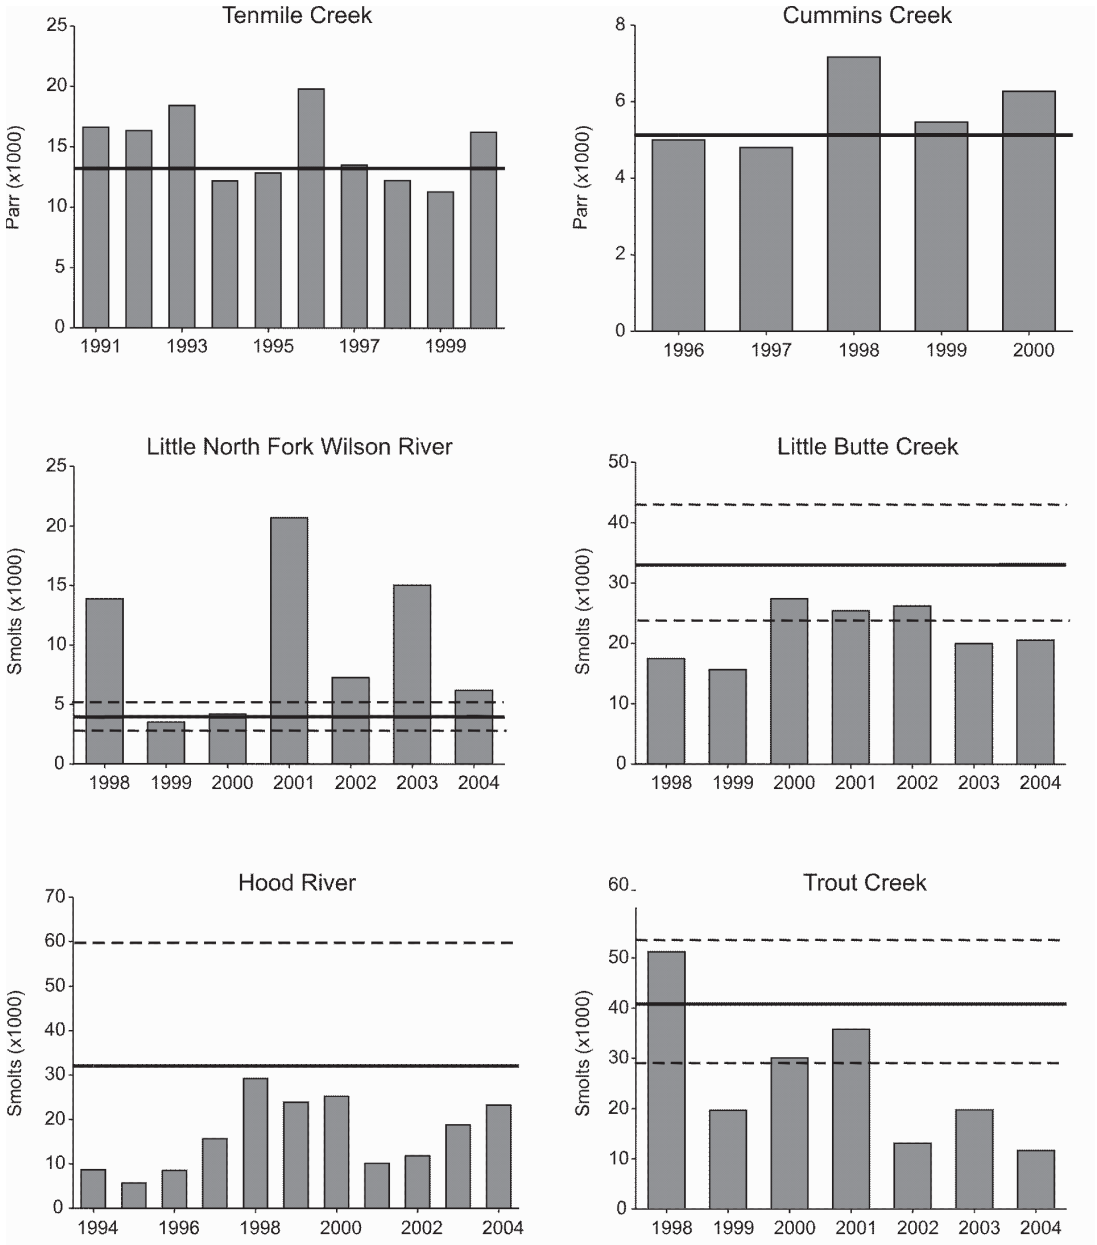 Tenmile Creek
25
20
15
10
5
0
Parr (x1000)
1991 1993 1995 1997 1999
Cummins Creek
8
6
4
2
0
Parr (x1000)
1996 1997 1998 1999 2000
Little North Fork Wilson River
25
20
15
10
5
0
Smolts (x1000)
1998 1999 2000 2001 2002 2003 2004
Little Butte Creek
50
40
30
20
10
0
Smolts (x1000)
1998 1999 2000 2001 2002 2003 2004
Hood River
70
60
50
40
30
20
10
0
Smolts (x1000)
1994 1996 1998 2000 2002 2004
Trout Creek
60
50
40
30
20
10
0
Smolts (x1000)
1998 1999 2000 2001 2002 2003 2004